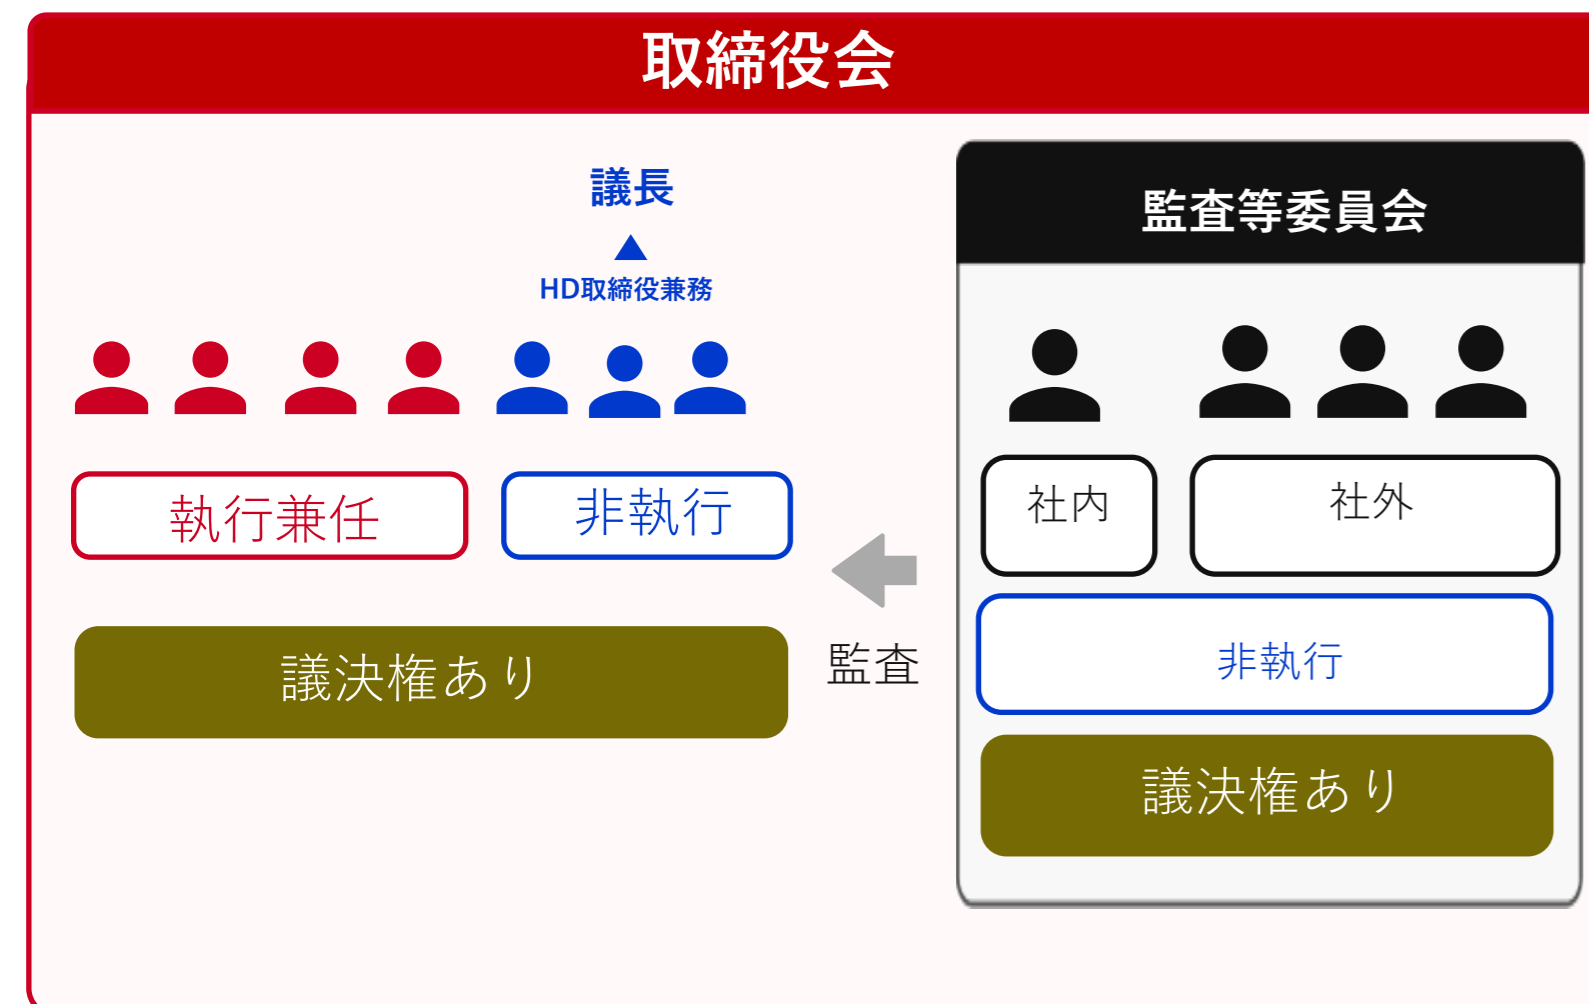 取締役会
議長
HD取締役兼務
執行兼任
非執行
議決権あり
監査
監査等委員会
社内
社外
非執行
議決権あり